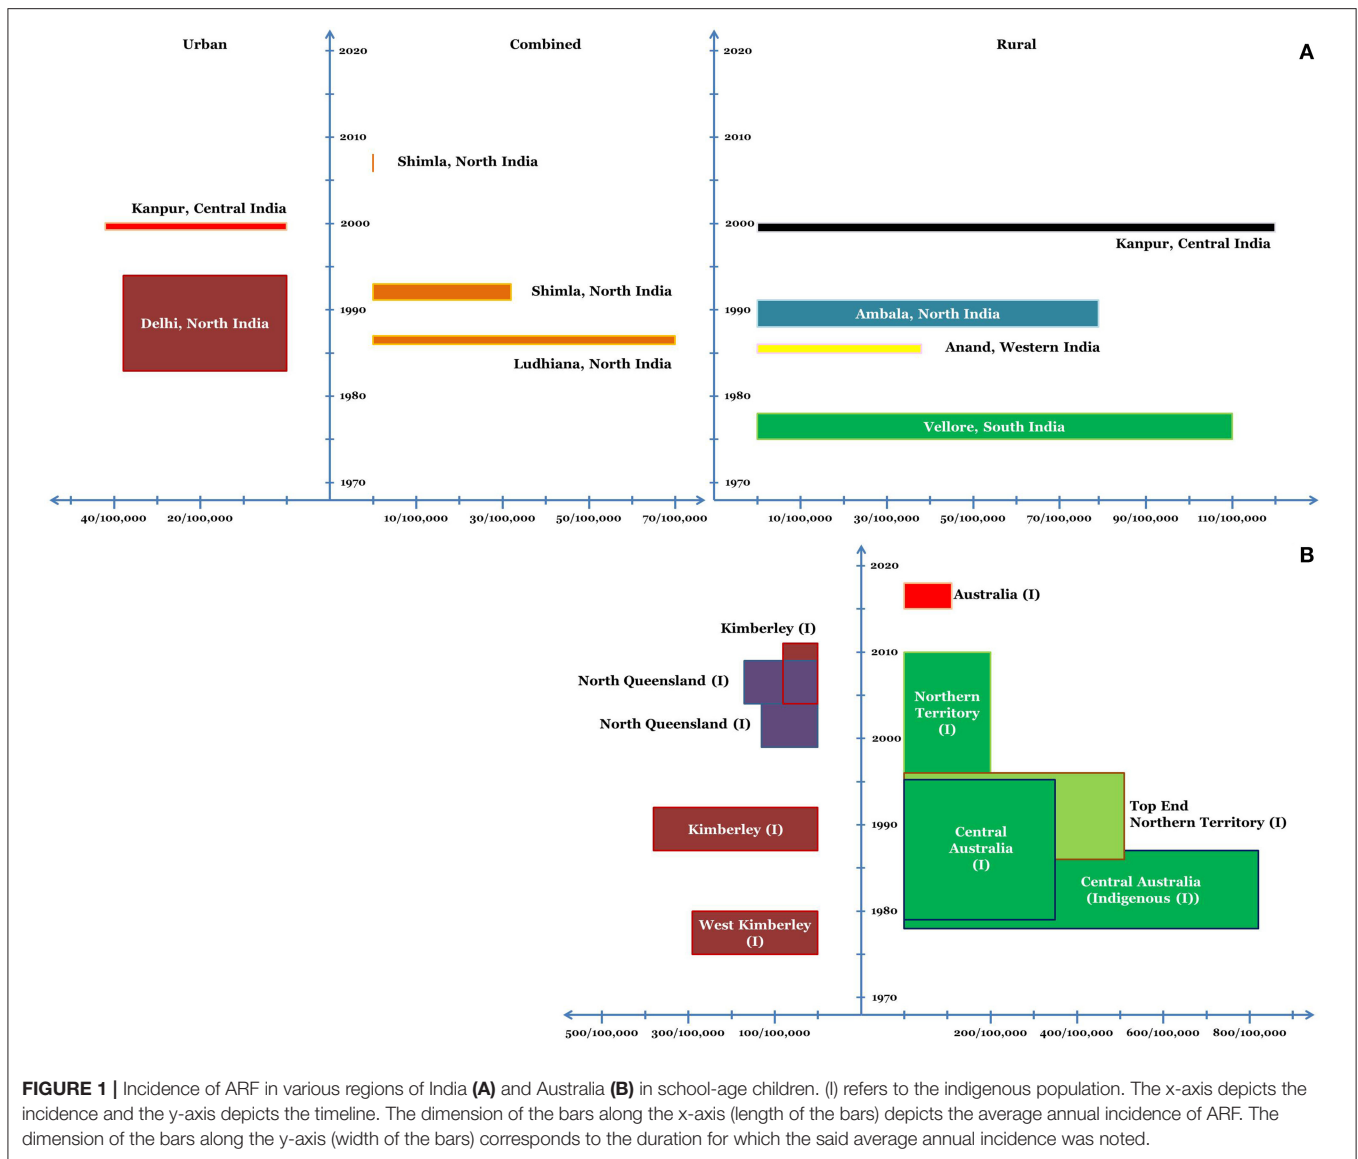 Urban
Combined
Rural
A
2020
2010
2000
1990
1980
1970
2020
2010
2000
1990
1980
1970
Shimla, North India
Kanpur, Central India
Kanpur, Central India
Delhi, North India
Shimla, North India
Ludhiana, North India
Ambala, North India
Anand, Western India
Vellore, South India
40/100,000 20/100,000
10/100,000 30/100,000 50/100,000 70/100,000
10/100,000 30/100,000 50/100,000 70/100,000 90/100,000 110/100,000
B
2020
2010
2000
1990
1980
1970
Australia (I)
Kimberley (I)
North Queensland (I)
North Queensland (I)
Northern
Territory
(I)
Kimberley (I)
Top End
Northern Territory (I)
Central
Australia
(I)
Central Australia
(Indigenous (I))
West Kimberley
(I)
500/100,000 300/100,000 100/100,000
200/100,000 400/100,000 600/100,000 800/100,000
FIGURE 1 | Incidence of ARF in various regions of India (A) and Australia (B) in school-age children. (I) refers to the indigenous population. The x-axis depicts the
incidence and the y-axis depicts the timeline. The dimension of the bars along the x-axis (length of the bars) depicts the average annual incidence of ARF. The
dimension of the bars along the y-axis (width of the bars) corresponds to the duration for which the said average annual incidence was noted.